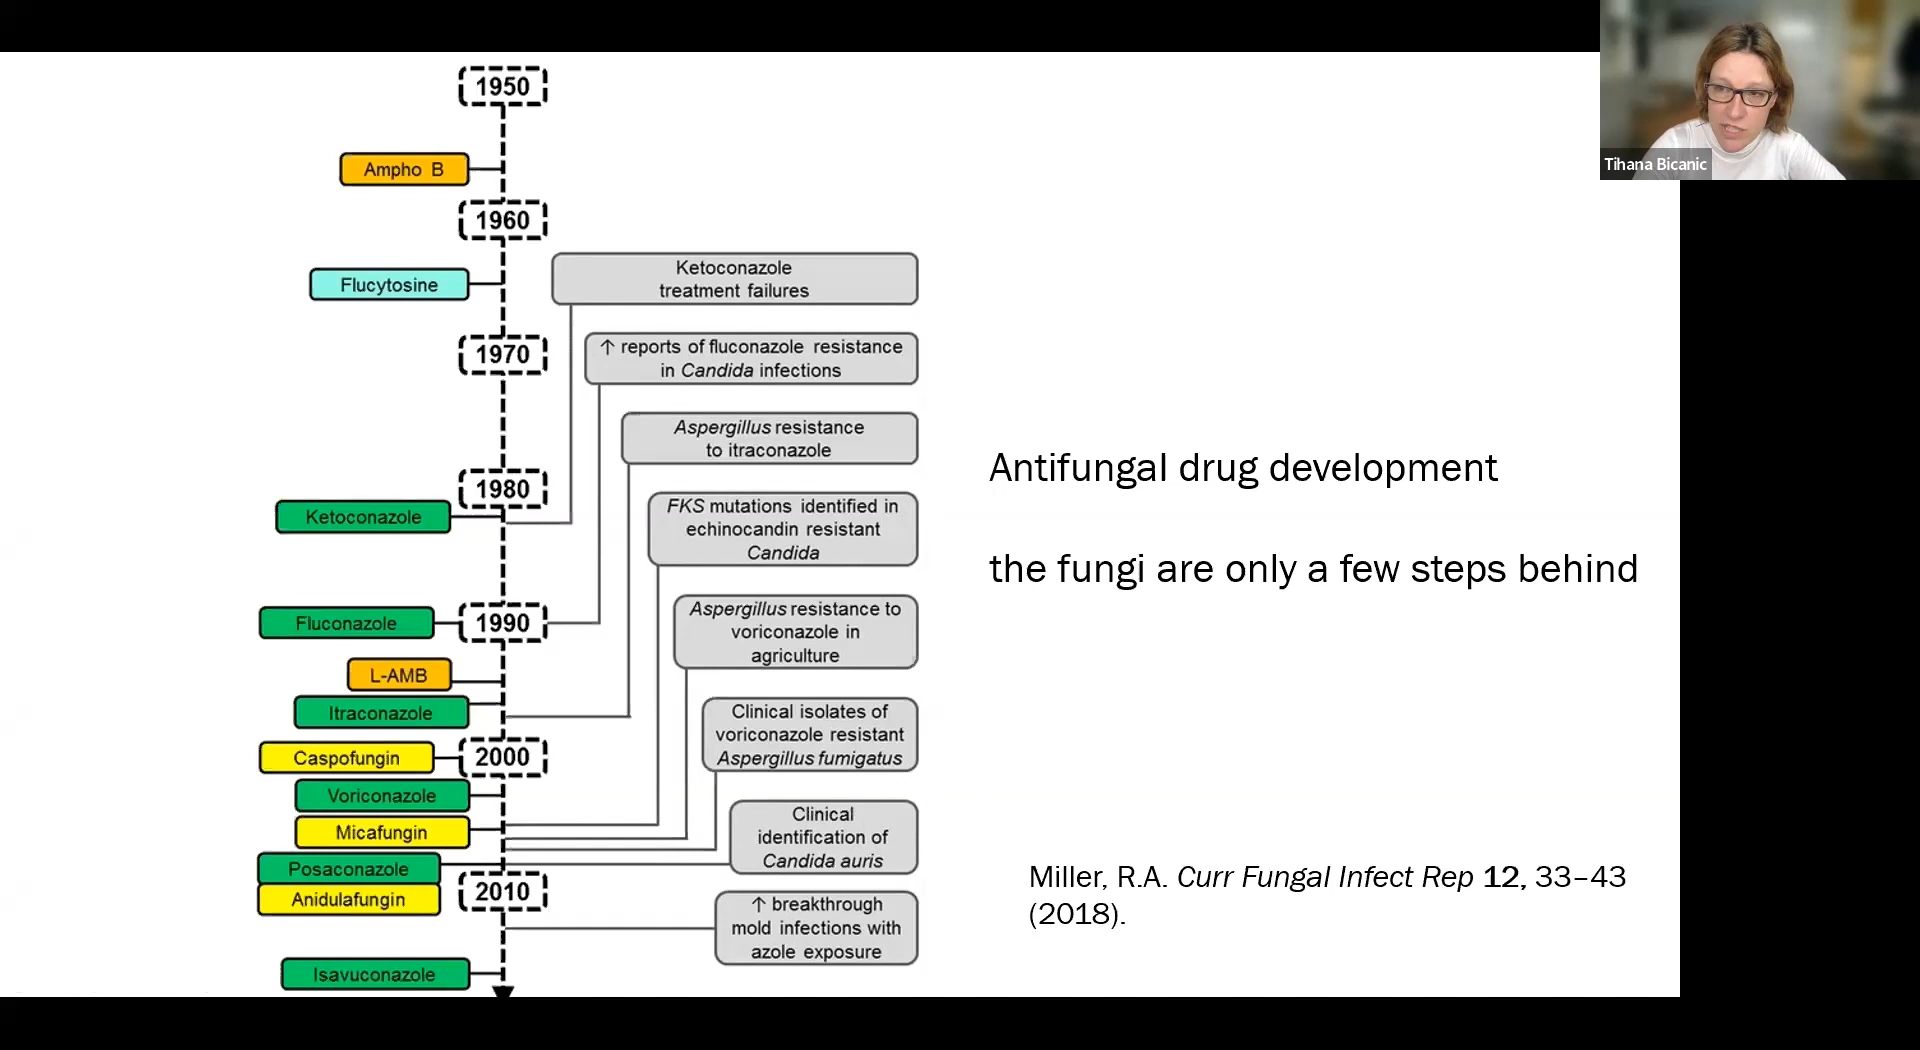 1950
Ampho B
1960
Flucytosine
1970
1980
Ketoconazole
Fluconazole
1990
L-AMB
Itraconazole
Caspofungin
2000
Voriconazole
Micafungin
Posaconazole
Anidulafungin
2010
Isavuconazole
Ketoconazole
treatment failures
↑ reports of fluconazole resistance
in Candida infections
Aspergillus resistance
to itraconazole
FKS mutations identified in
echinocandin resistant
Candida
Aspergillus resistance to
voriconazole in
agriculture
Clinical isolates of
voriconazole resistant
Aspergillus fumigatus
Clinical
identification of
Candida auris
↑ breakthrough
mold infections with
azole exposure
Antifungal drug development
the fungi are only a few steps behind
Miller, R.A. Curr Fungal Infect Rep 12, 33–43
(2018).
Tihana Bicanic